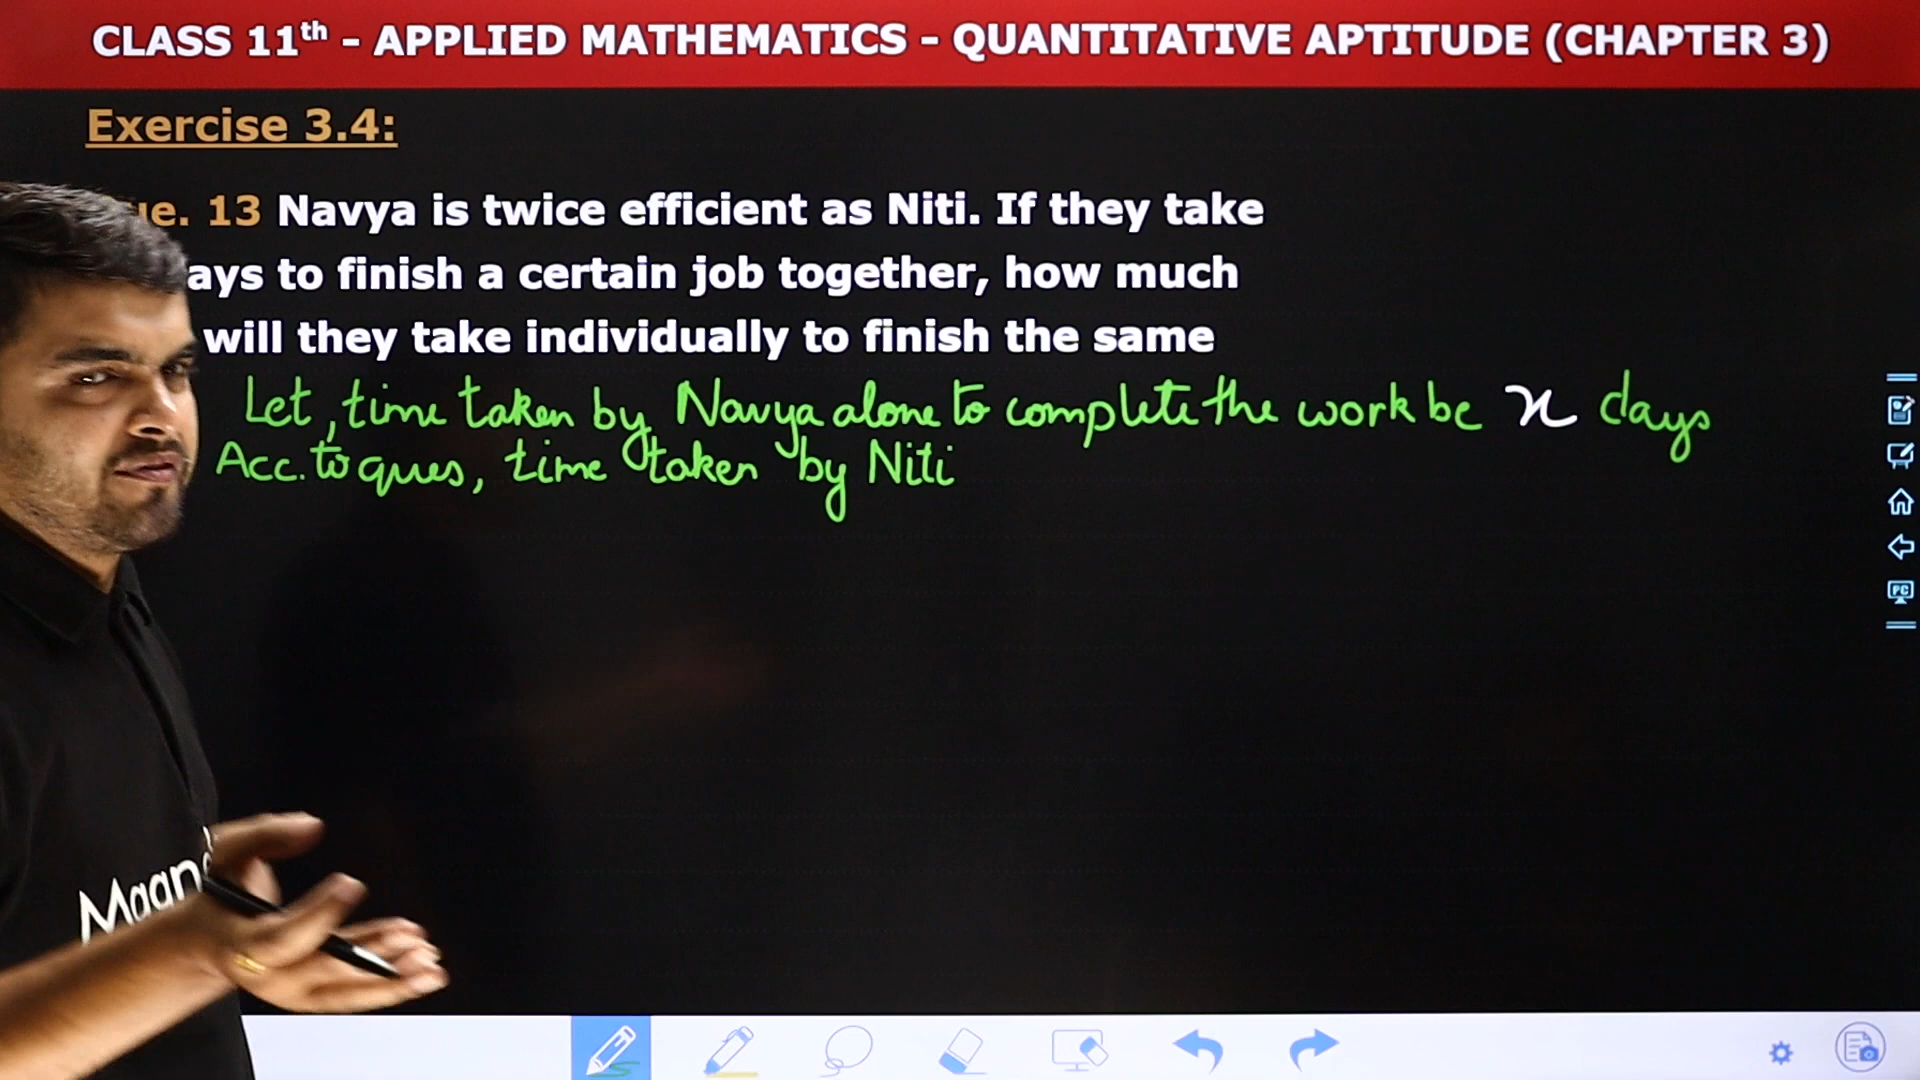 CLASS 11th - APPLIED MATHEMATICS - QUANTITATIVE APTITUDE (CHAPTER 3)
Exercise 3.4:
13 Navya is twice efficient as Niti. If they take
to finish a certain job together, how much
will they take individually to finish the same
Let, time taken by Navya alone to complete the work be x days
Acc. to ques, time taken by Niti
PC